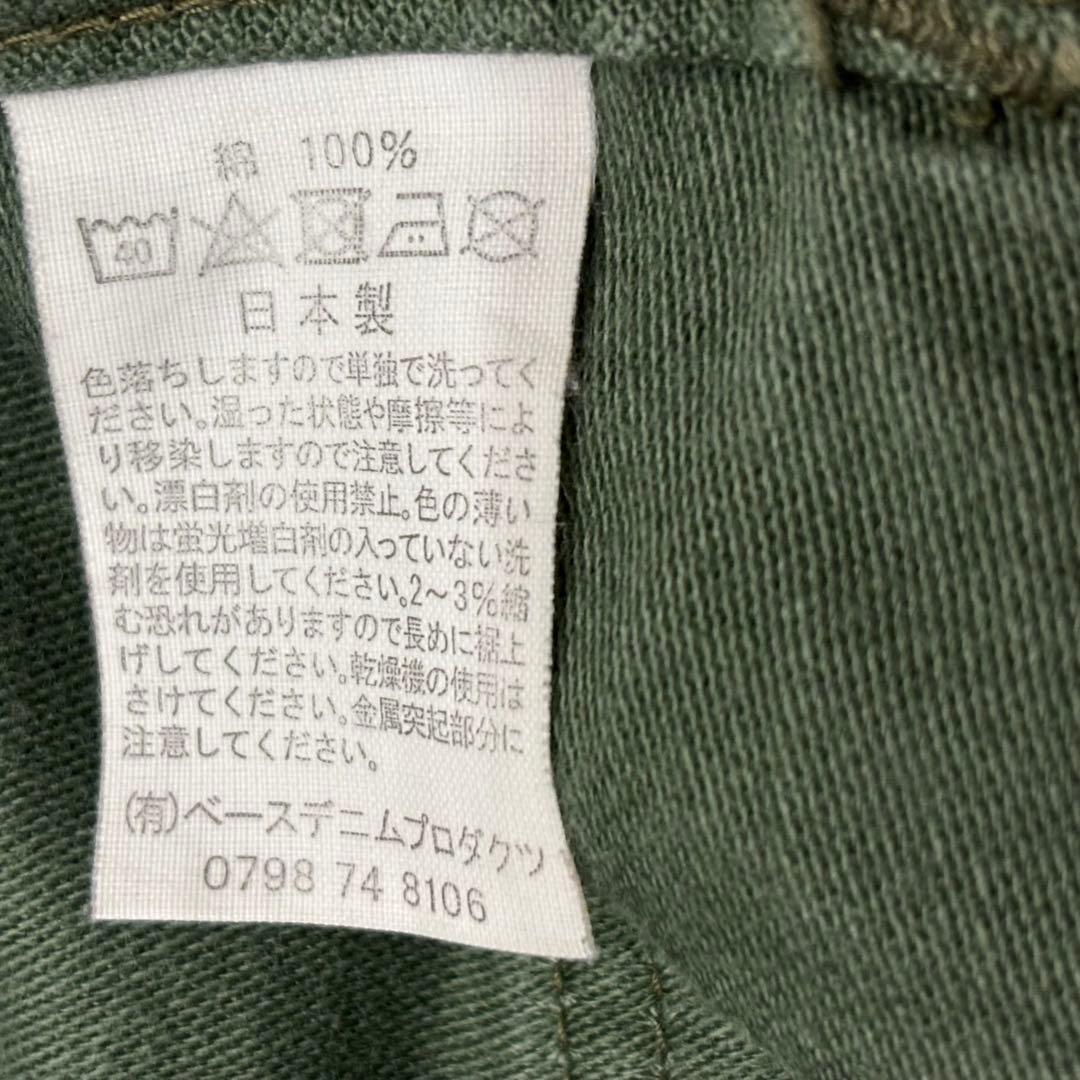 綿 100%
40
日本製
色落ちしますので単独で洗ってく
ださい。湿った状態や摩擦等によ
り移染しますので注意してくださ
い。漂白剤の使用禁止。色の薄い
物は蛍光増白剤の入っていない洗
剤を使用してください。2～3%縮
む恐れがありますので長めに裾上
げしてください。乾燥機の使用は
さけてください。金属突起部分に
注意してください。
(有)ベースデニムプロダクツ
0798 74 8106